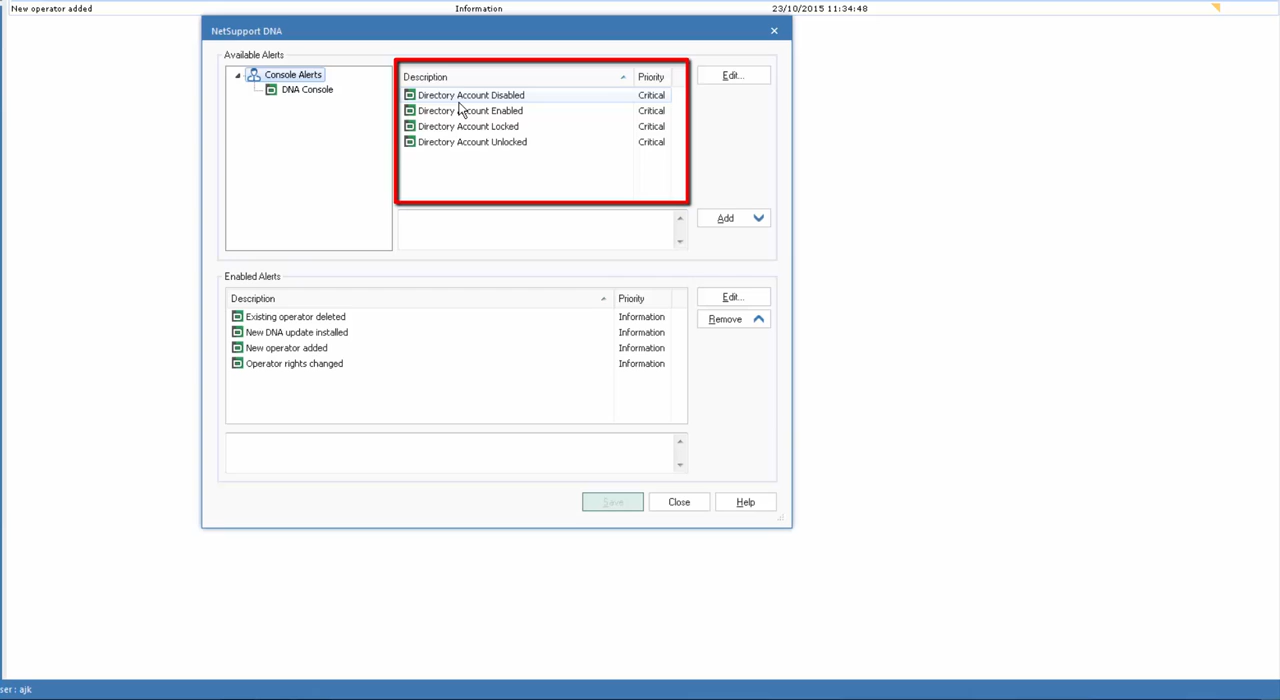 New operator added Information 23/10/2015 11:34:48
NetSupport DNA
Available Alerts
Console Alerts
DNA Console
Description Priority
Directory Account Disabled Critical
Directory Account Enabled Critical
Directory Account Locked Critical
Directory Account Unlocked Critical
Edit...
Add
Enabled Alerts
Description Priority
Existing operator deleted Information
New DNA update installed Information
New operator added Information
Operator rights changed Information
Edit...
Remove
Save Close Help
ser : ajk